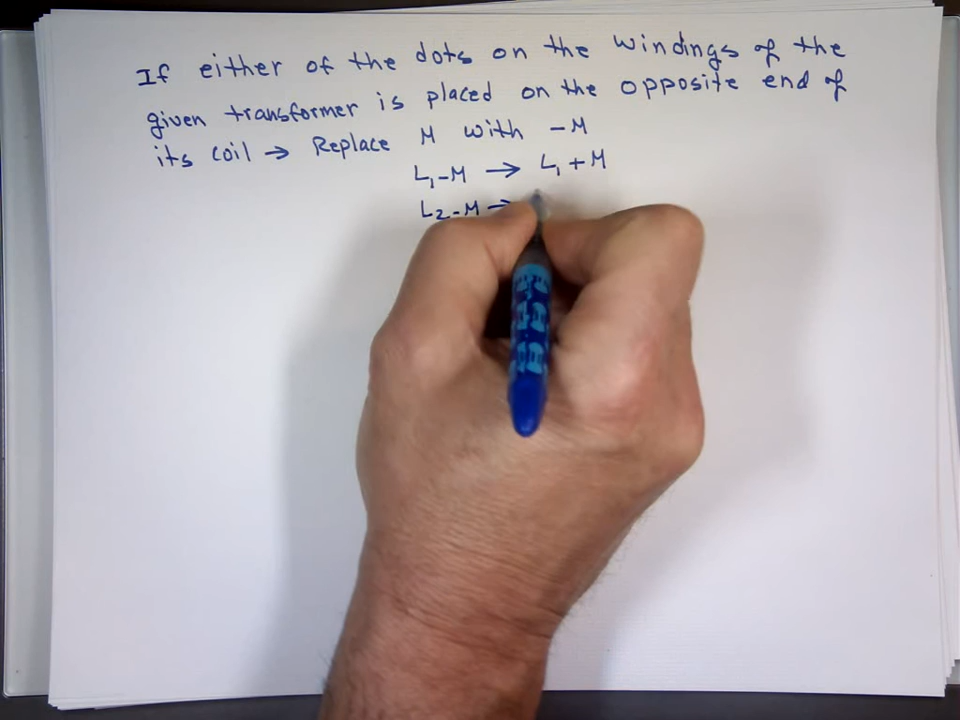 If either of the dots on the windings of the
given transformer is placed on the opposite end of
its coil → Replace M with -M
L₁-M → L₁+M
L₂-M →